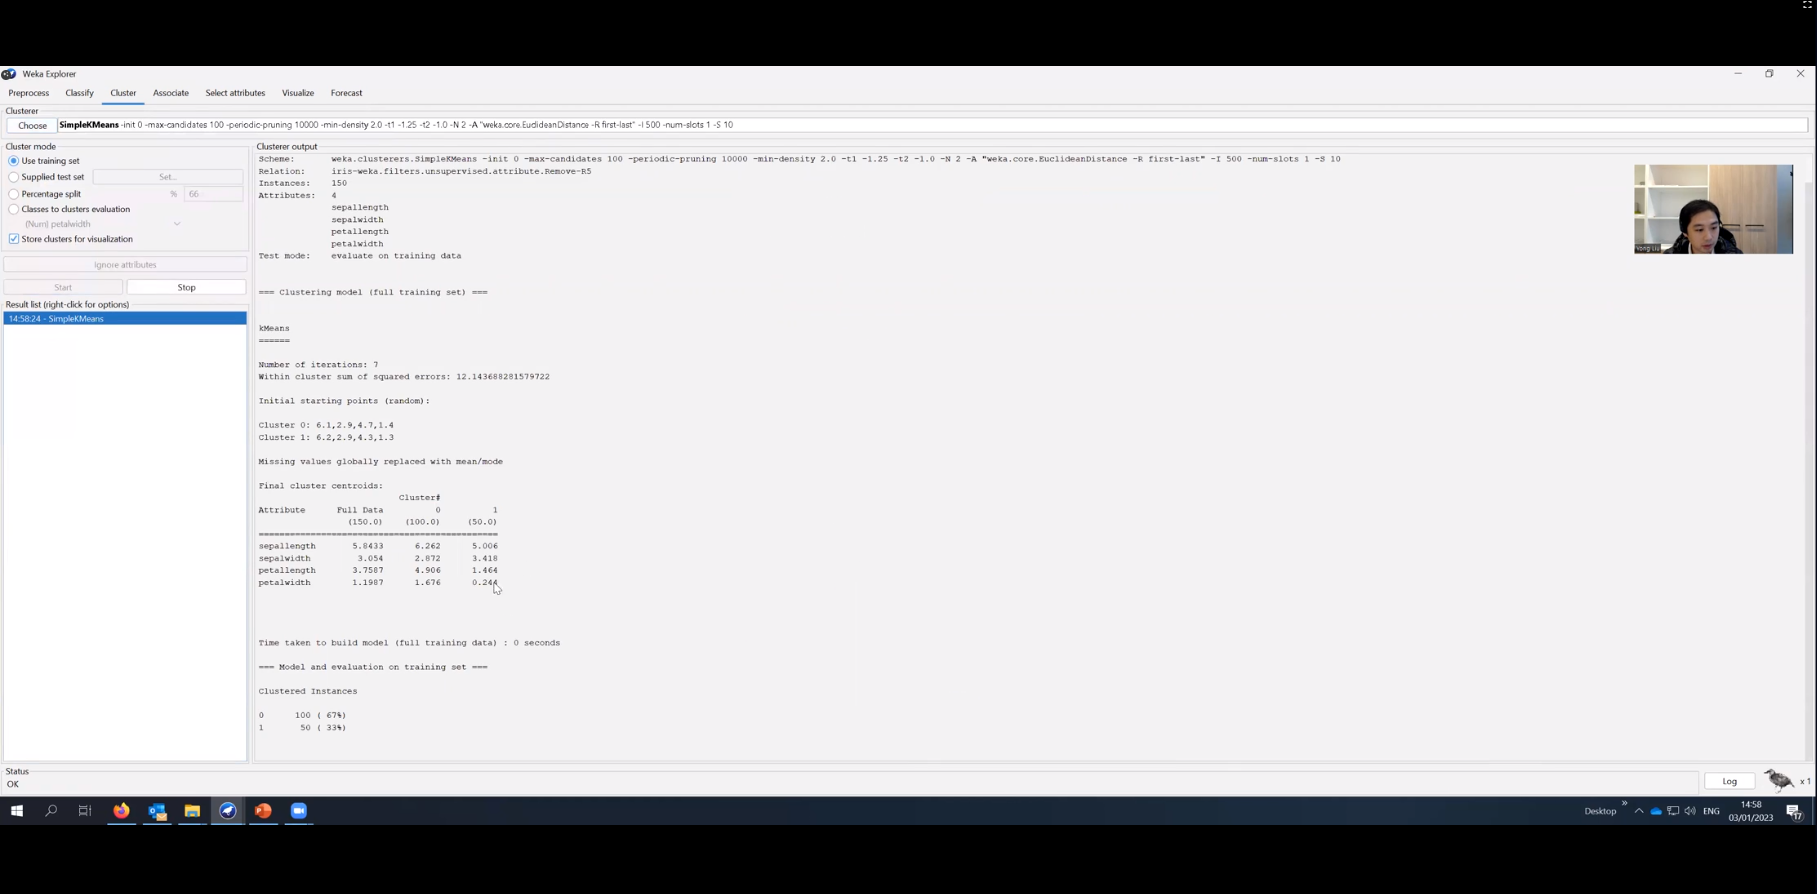 Weka Explorer
Preprocess Classify Cluster Associate Select attributes Visualize Forecast
Clusterer
Choose SimpleKMeans -init 0 -max-candidates 100 -periodic-pruning 10000 -min-density 2.0 -t1 -1.25 -t2 -1.0 -N 2 -A "weka.core.EuclideanDistance -R first-last" -I 500 -num-slots 1 -S 10
Cluster mode
Use training set
Supplied test set Set...
Percentage split % 66
Classes to clusters evaluation
(Num) petalwidth
Store clusters for visualization
Ignore attributes
Start Stop
Result list (right-click for options)
14:58:24 - SimpleKMeans
Clusterer output
Scheme: weka.clusterers.SimpleKMeans -init 0 -max-candidates 100 -periodic-pruning 10000 -min-density 2.0 -t1 -1.25 -t2 -1.0 -N 2 -A "weka.core.EuclideanDistance -R first-last" -I 500 -num-slots 1 -S 10
Relation: iris-weka.filters.unsupervised.attribute.Remove-R5
Instances: 150
Attributes: 4
sepallength
sepalwidth
petallength
petalwidth
Test mode: evaluate on training data
=== Clustering model (full training set) ===
kMeans
======
Number of iterations: 7
Within cluster sum of squared errors: 12.143688281579722
Initial starting points (random):
Cluster 0: 6.1,2.9,4.7,1.4
Cluster 1: 6.2,2.9,4.3,1.3
Missing values globally replaced with mean/mode
Final cluster centroids:
Cluster#
Attribute Full Data 0 1
(150.0) (100.0) (50.0)
==============================================
sepallength 5.8433 6.262 5.006
sepalwidth 3.054 2.872 3.418
petallength 3.7587 4.906 1.464
petalwidth 1.1987 1.676 0.244
Time taken to build model (full training data) : 0 seconds
=== Model and evaluation on training set ===
Clustered Instances
0 100 ( 67%)
1 50 ( 33%)
Yong Liu
Status
OK
Log x 1
Desktop » ENG 14:58
03/01/2023
17